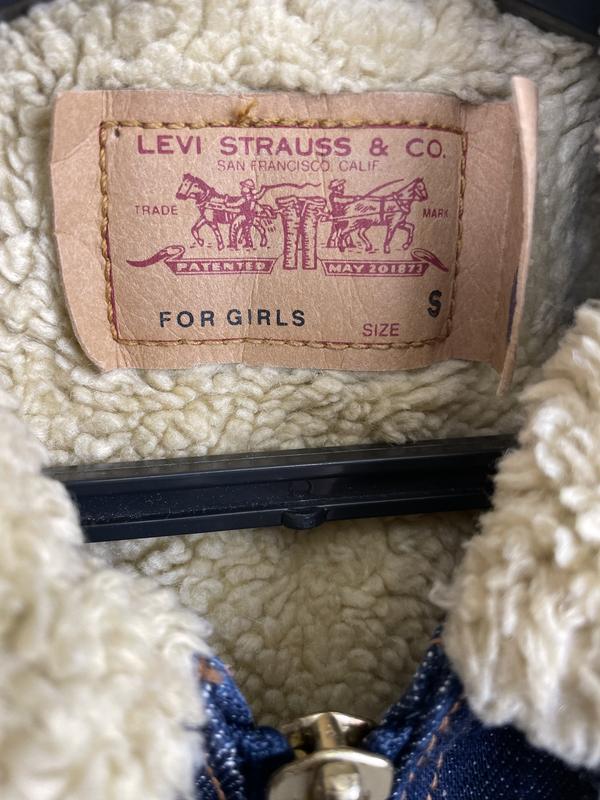 LEVI STRAUSS & CO.
SAN FRANCISCO, CALIF.
TRADE MARK
PATENTED MAY 20 1873
FOR GIRLS
SIZE S